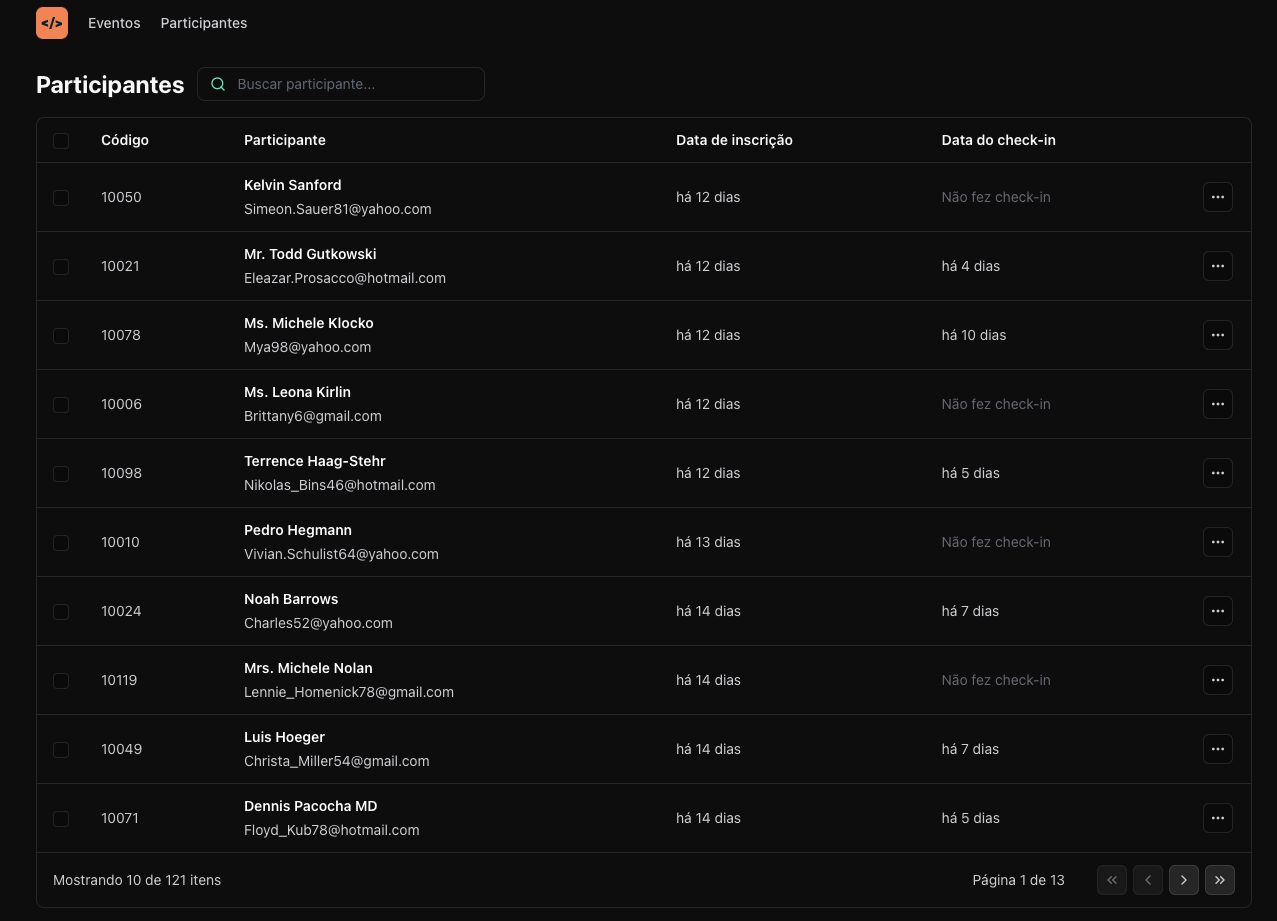 </> Eventos Participantes
Participantes Buscar participante...
Código Participante Data de inscrição Data do check-in
Kelvin Sanford
10050 há 12 dias Não fez check-in
Simeon.Sauer81@yahoo.com
Mr. Todd Gutkowski
10021 há 12 dias há 4 dias
Eleazar.Prosacco@hotmail.com
Ms. Michele Klocko
10078 há 12 dias há 10 dias
Mya98@yahoo.com
Ms. Leona Kirlin
10006 há 12 dias Não fez check-in
Brittany6@gmail.com
Terrence Haag-Stehr
10098 há 12 dias há 5 dias
Nikolas_Bins46@hotmail.com
Pedro Hegmann
10010 há 13 dias Não fez check-in
Vivian.Schulist64@yahoo.com
Noah Barrows
10024 há 14 dias há 7 dias
Charles52@yahoo.com
Mrs. Michele Nolan
10119 há 14 dias Não fez check-in
Lennie_Homenick78@gmail.com
Luis Hoeger
10049 há 14 dias há 7 dias
Christa_Miller54@gmail.com
Dennis Pacocha MD
10071 há 14 dias há 5 dias
Floyd_Kub78@hotmail.com
Mostrando 10 de 121 itens Página 1 de 13